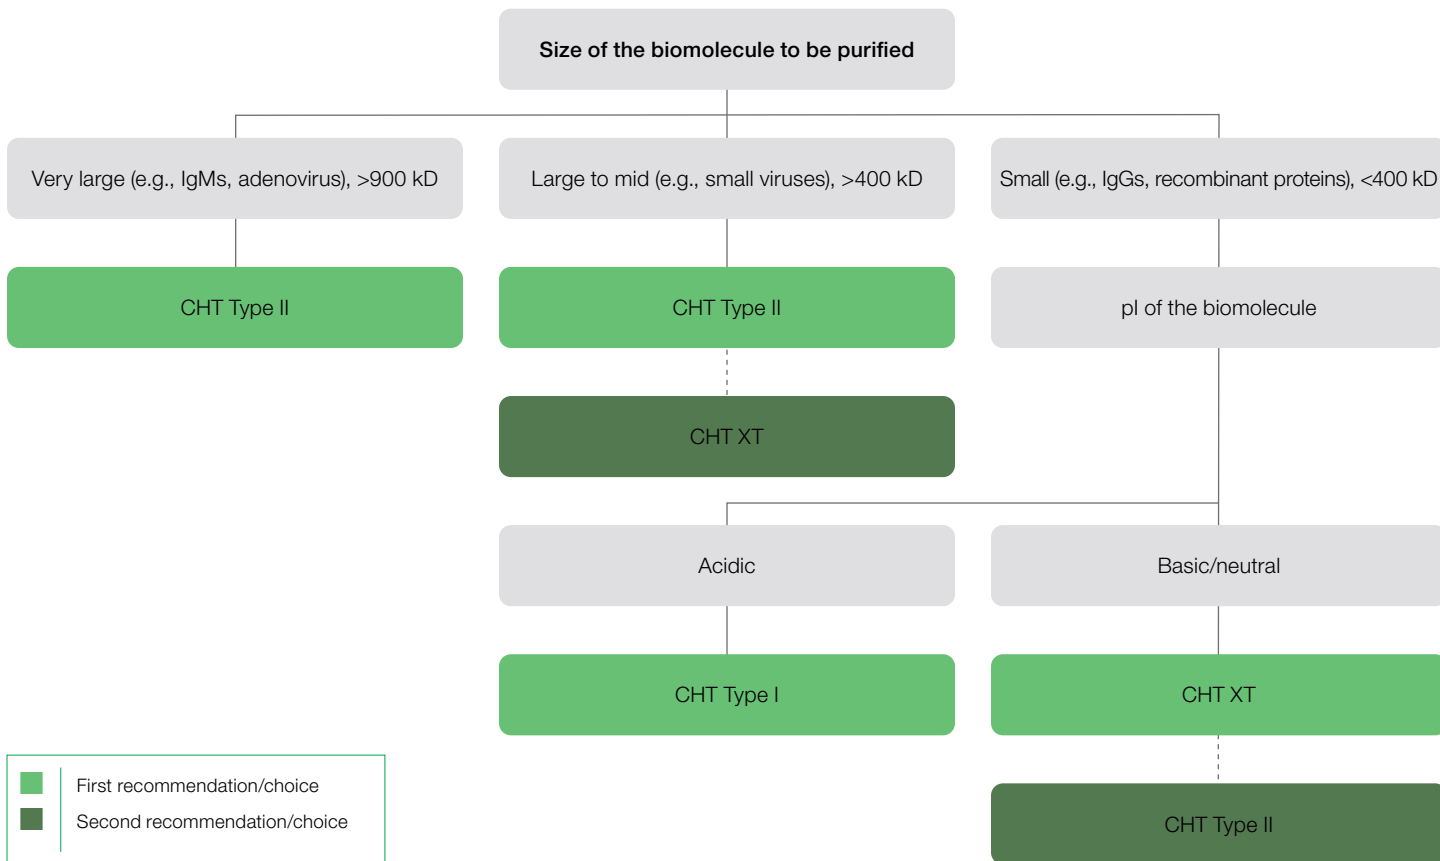 Size of the biomolecule to be purified
Very large (e.g., IgMs, adenovirus), >900 kD
Large to mid (e.g., small viruses), >400 kD
Small (e.g., IgGs, recombinant proteins), <400 kD
CHT Type II
CHT Type II
pI of the biomolecule
CHT XT
Acidic
Basic/neutral
CHT Type I
CHT XT
First recommendation/choice
Second recommendation/choice
CHT Type II